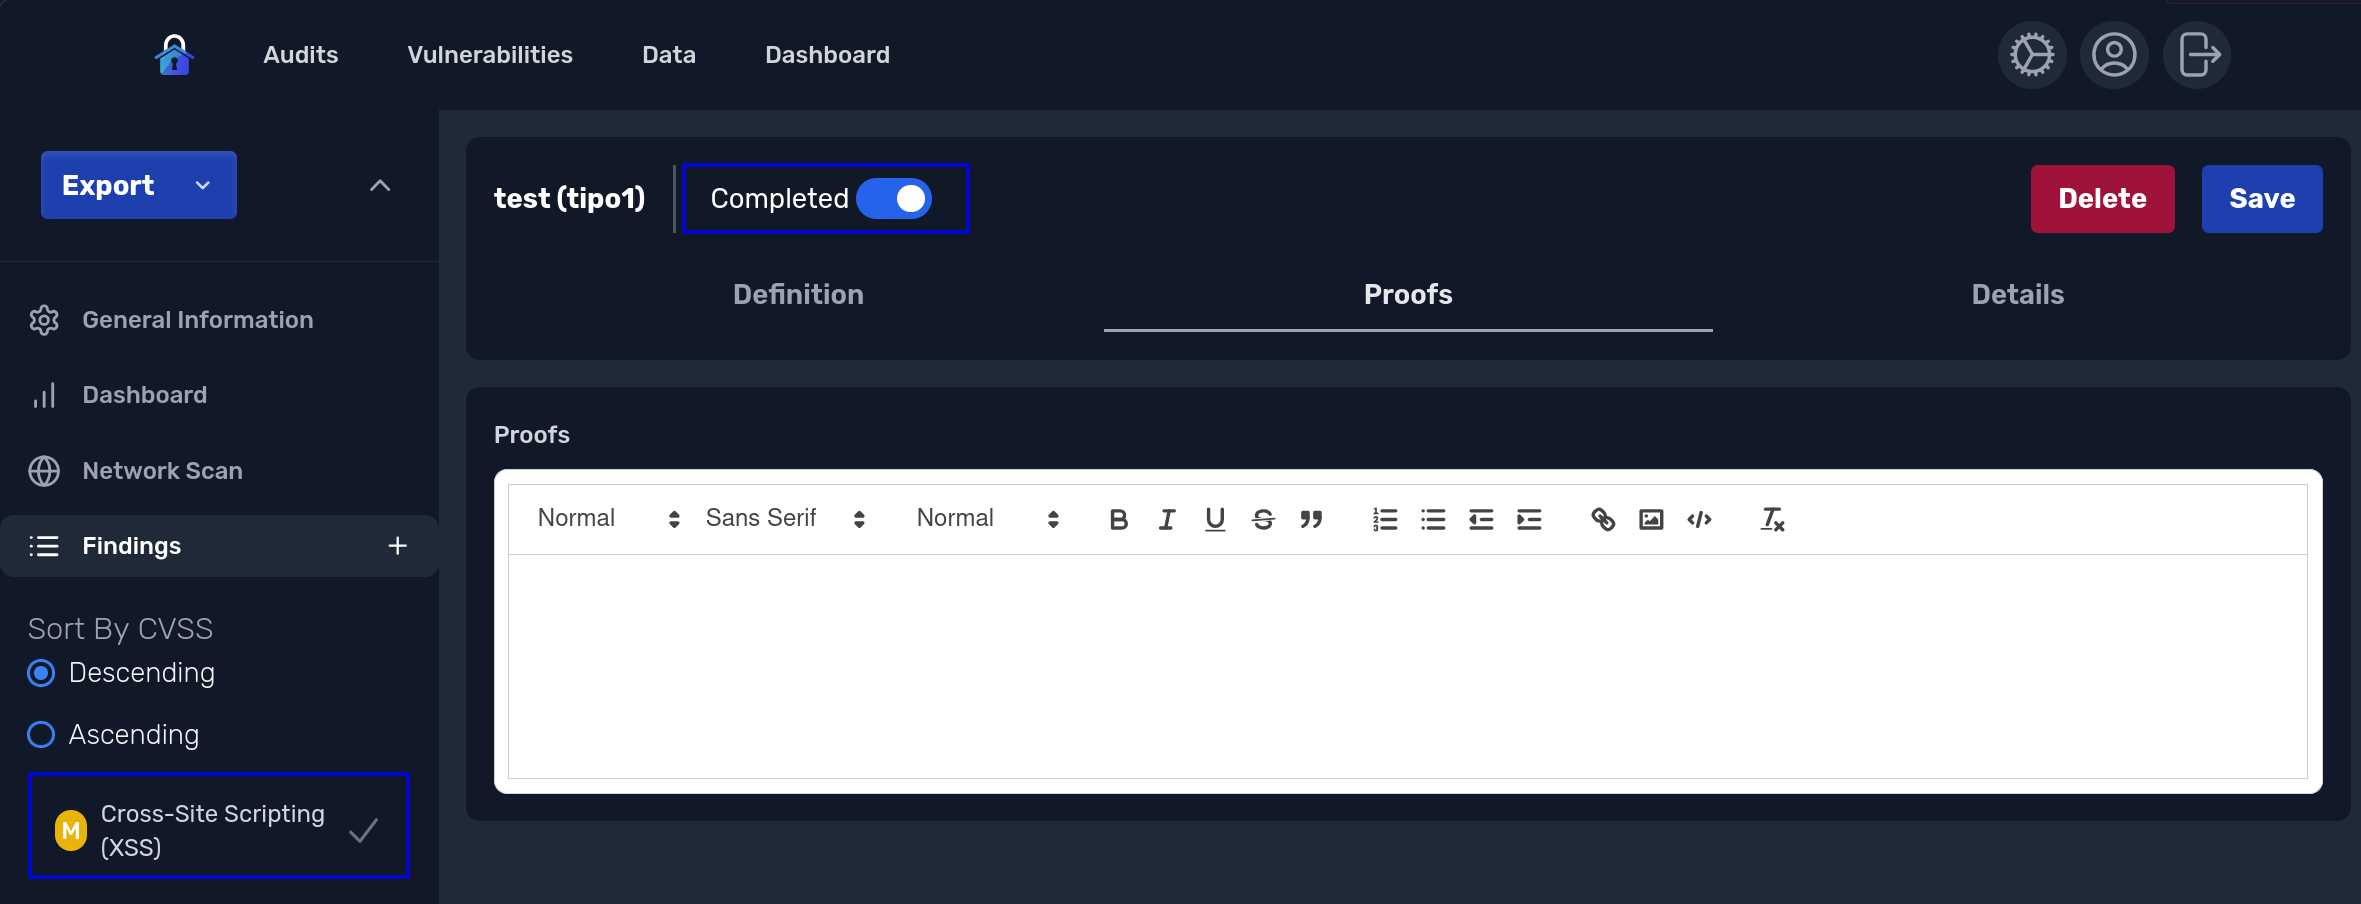 Audits Vulnerabilities Data Dashboard
Export
test (tipo1) Completed Delete Save
Definition Proofs Details
General Information
Dashboard
Network Scan
Findings +
Sort By CVSS
Descending
Ascending
M Cross-Site Scripting
(XSS)
Proofs
Normal Sans Serif Normal B I U S